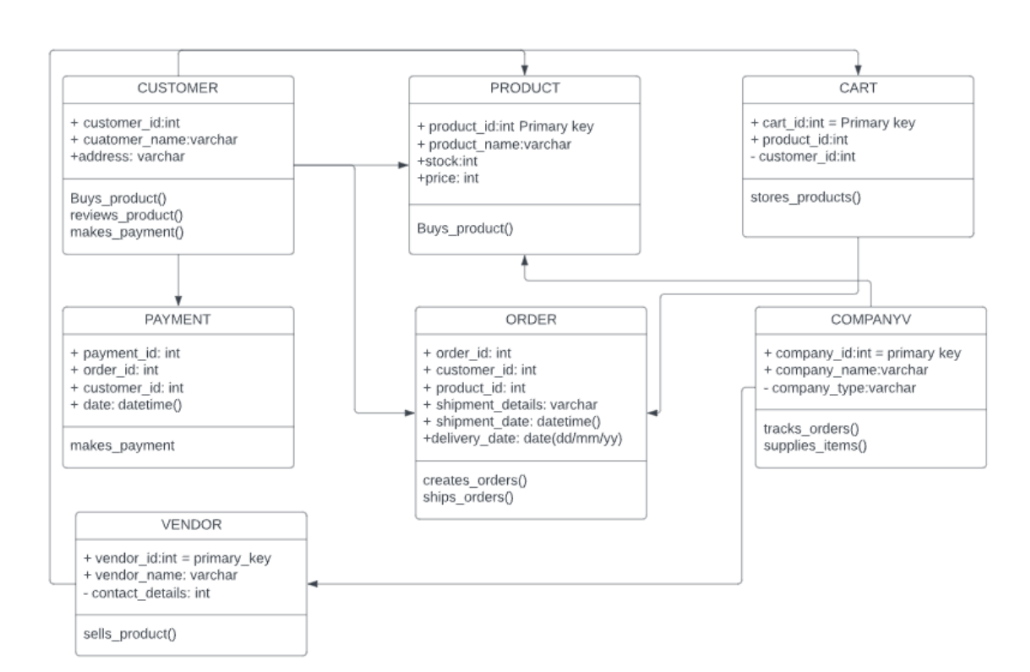 CUSTOMER
+ customer_id:int
+ cuatomer_name:varchar
+address: varchar
Buys_product()
reviews_product()
makes_payment()
PRODUCT
+ product_id:int Primary key
+ product_name:varchar
+stock:int
+price: int
Buys_product()
CART
+ cart_id:int = Primary key
+ product_id:int
- customer_id:int
stores_products()
PAYMENT
+ payment_id: int
+ order_id: int
+ customer_id: int
+ date: datetime()
makes_payment
ORDER
+ order_id: int
+ customer_id: int
+ product_id: int
+ shipment_details: varchar
+ shipment_date: datetime()
+delivery_date: date(dd/mm/yy)
creates_orders()
ships_orders()
COMPANYV
+ company_id:int = primary key
+ company_name:varchar
- company_type:varchar
tracks_orders()
supplies_items()
VENDOR
+ vendor_id:int = primary_key
+ vendor_name: varchar
- contact_details: int
sells_product()